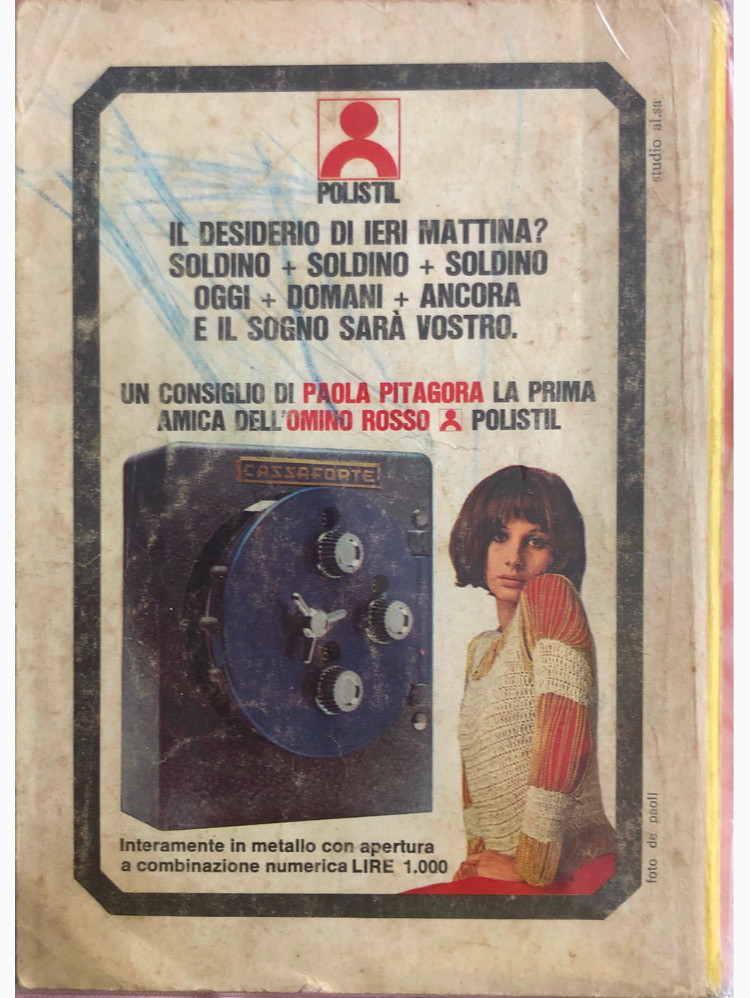 POLISTIL
IL DESIDERIO DI IERI MATTINA?
SOLDINO + SOLDINO + SOLDINO
OGGI + DOMANI + ANCORA
E IL SOGNO SARÀ VOSTRO.
UN CONSIGLIO DI PAOLA PITAGORA LA PRIMA
AMICA DELL'OMINO ROSSO POLISTIL
CASSAFORTE
Interamente in metallo con apertura
a combinazione numerica LIRE 1.000
studio al.sa
foto de paoli